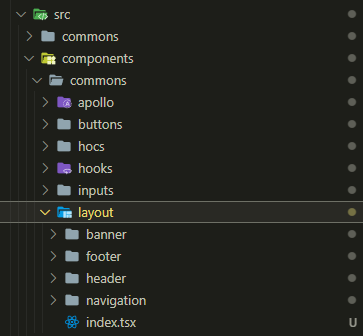 src
commons
components
commons
apollo
buttons
hocs
hooks
inputs
layout
banner
footer
header
navigation
index.tsx U